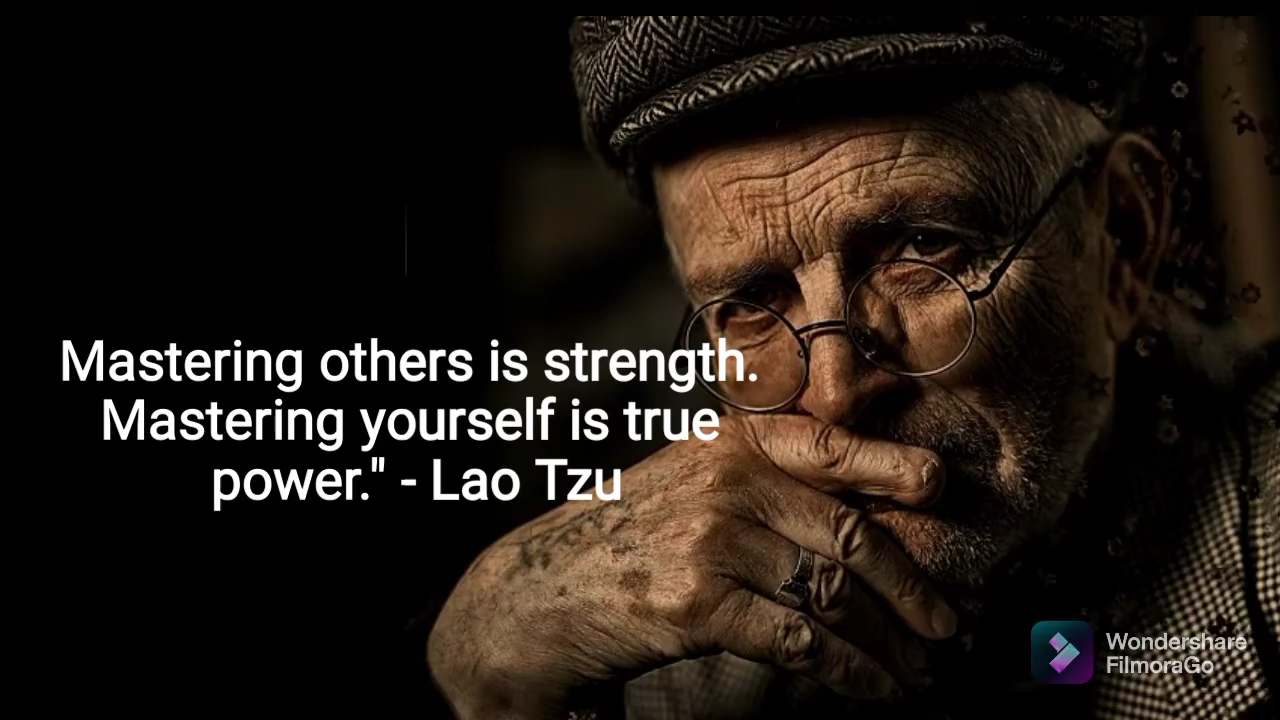 Mastering others is strength.
Mastering yourself is true
power." - Lao Tzu
Wondershare
FilmoraGo